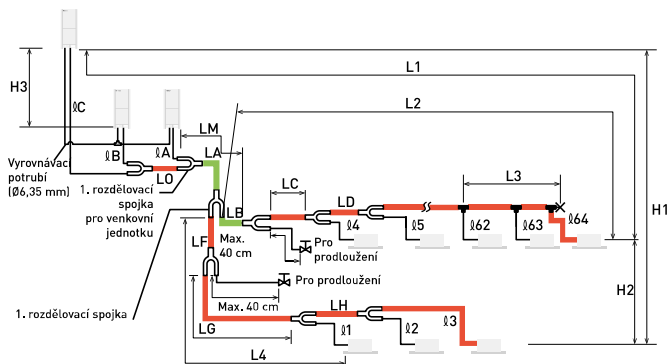 H3
ℓC
L1
L2
LM
ℓB
ℓA
LA
LO
Vyrovnávací
potrubí
(Ø6,35 mm)
1. rozdělovací
spojka
pro venkovní
jednotku
LB
LC
LD
L3
ℓ4
ℓ5
ℓ62
ℓ63
ℓ64
H1
LF
Max.
40 cm
Pro
prodloužení
Pro prodloužení
Max. 40 cm
1. rozdělovací spojka
LG
LH
ℓ1
ℓ2
ℓ3
H2
L4